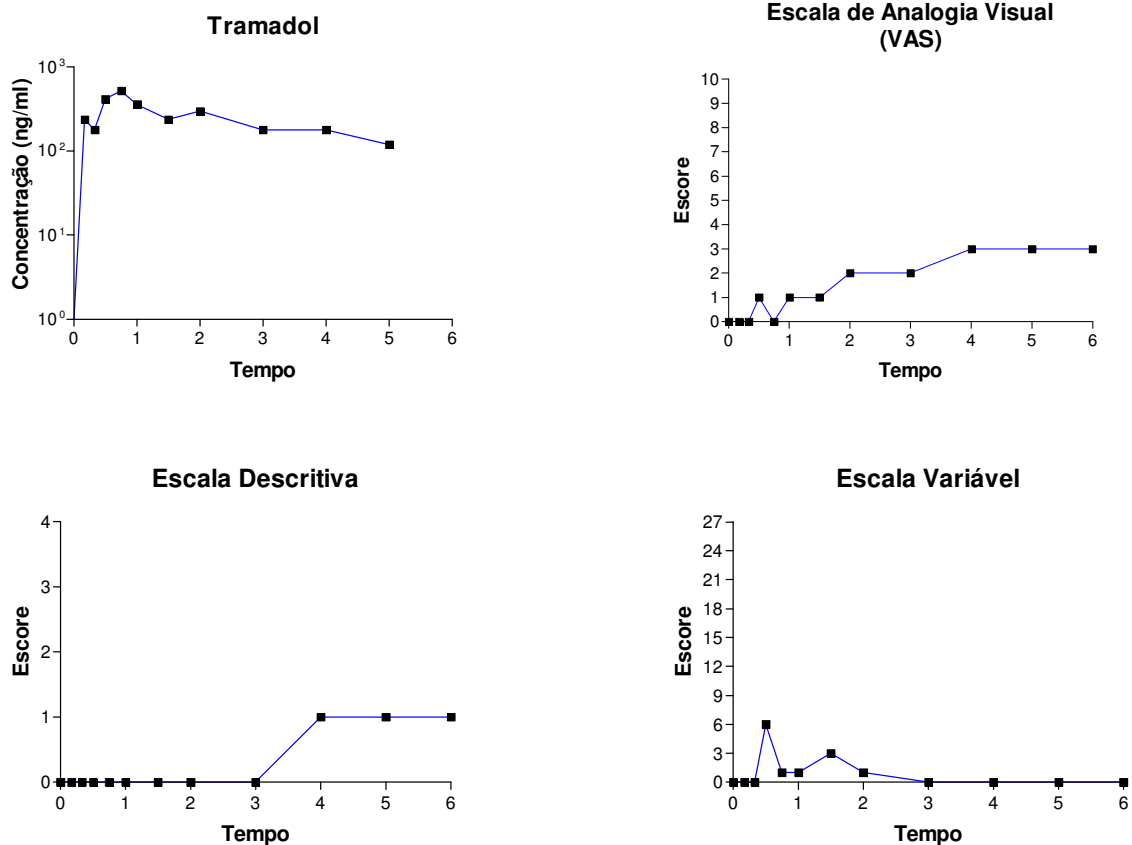 Tramadol
Concentração (ng/ml)
10³
10²
10¹
10⁰
0 1 2 3 4 5 6
Tempo
Escala de Analogia Visual
(VAS)
Escore
10
9
8
7
6
5
4
3
2
1
0
0 1 2 3 4 5 6
Tempo
Escala Descritiva
Escore
4
3
2
1
0
0 1 2 3 4 5 6
Tempo
Escala Variável
Escore
27
24
21
18
15
12
9
6
3
0
0 1 2 3 4 5 6
Tempo